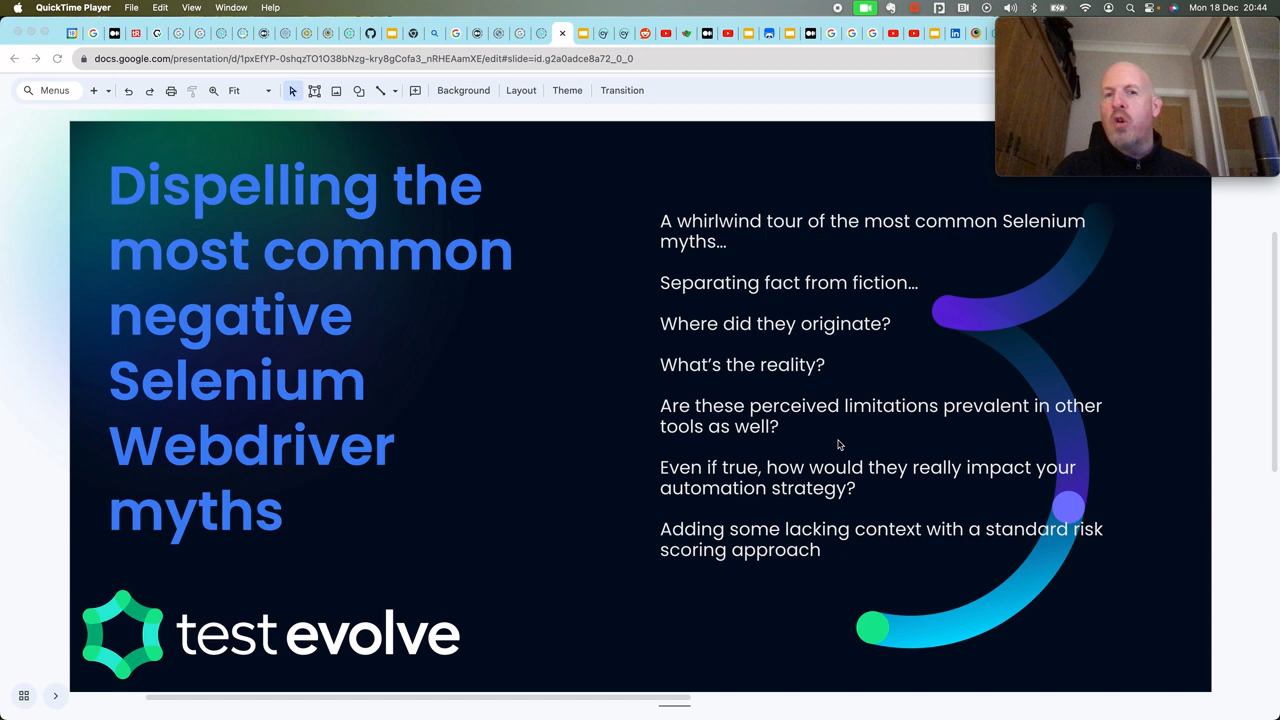 QuickTime Player File Edit View Window Help
Mon 18 Dec 20:44
docs.google.com/presentation/d/1pxEfYP-0shqzTO1O38bNzg-kry8gCofa3_nRHEAamXE/edit#slide=id.g2a0adce8a72_0_0
Menus Fit Background Layout Theme Transition
Dispelling the
most common
negative
Selenium
Webdriver
myths
test evolve
A whirlwind tour of the most common Selenium
myths...
Separating fact from fiction...
Where did they originate?
What's the reality?
Are these perceived limitations prevalent in other
tools as well?
Even if true, how would they really impact your
automation strategy?
Adding some lacking context with a standard risk
scoring approach